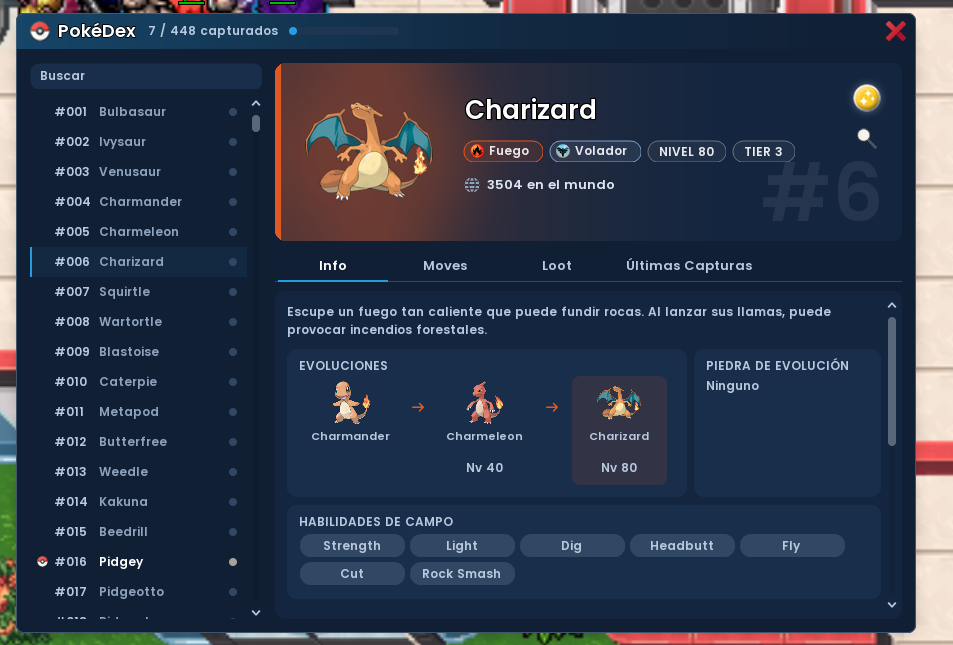 PokéDex 7 / 448 capturados
Buscar
#001 Bulbasaur
#002 Ivysaur
#003 Venusaur
#004 Charmander
#005 Charmeleon
#006 Charizard
#007 Squirtle
#008 Wartortle
#009 Blastoise
#010 Caterpie
#011 Metapod
#012 Butterfree
#013 Weedle
#014 Kakuna
#015 Beedrill
#016 Pidgey
#017 Pidgeotto
Charizard
Fuego Volador NIVEL 80 TIER 3
3504 en el mundo
#6
Info Moves Loot Últimas Capturas
Escupe un fuego tan caliente que puede fundir rocas. Al lanzar sus llamas, puede
provocar incendios forestales.
EVOLUCIONES
Charmander Charmeleon Charizard
Nv 40 Nv 80
PIEDRA DE EVOLUCIÓN
Ninguno
HABILIDADES DE CAMPO
Strength Light Dig Headbutt Fly
Cut Rock Smash